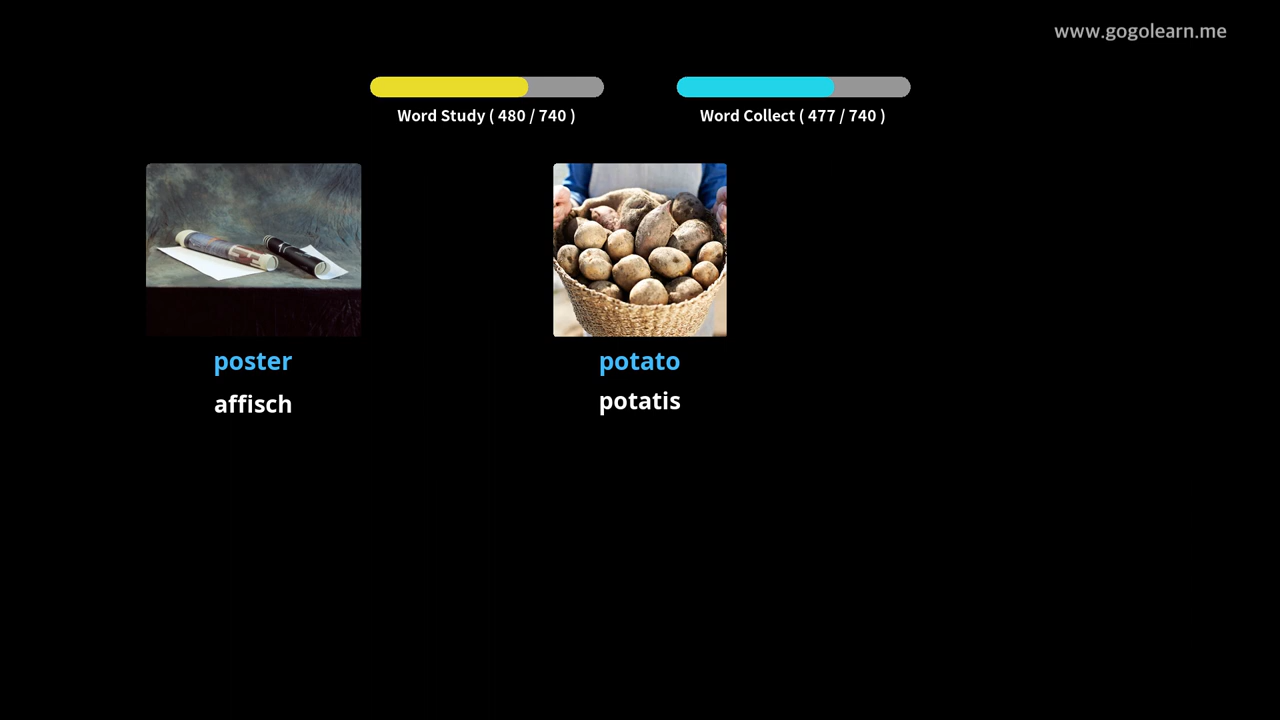 www.gogolearn.me
Word Study ( 480 / 740 )
Word Collect ( 477 / 740 )
poster
affisch
potato
potatis